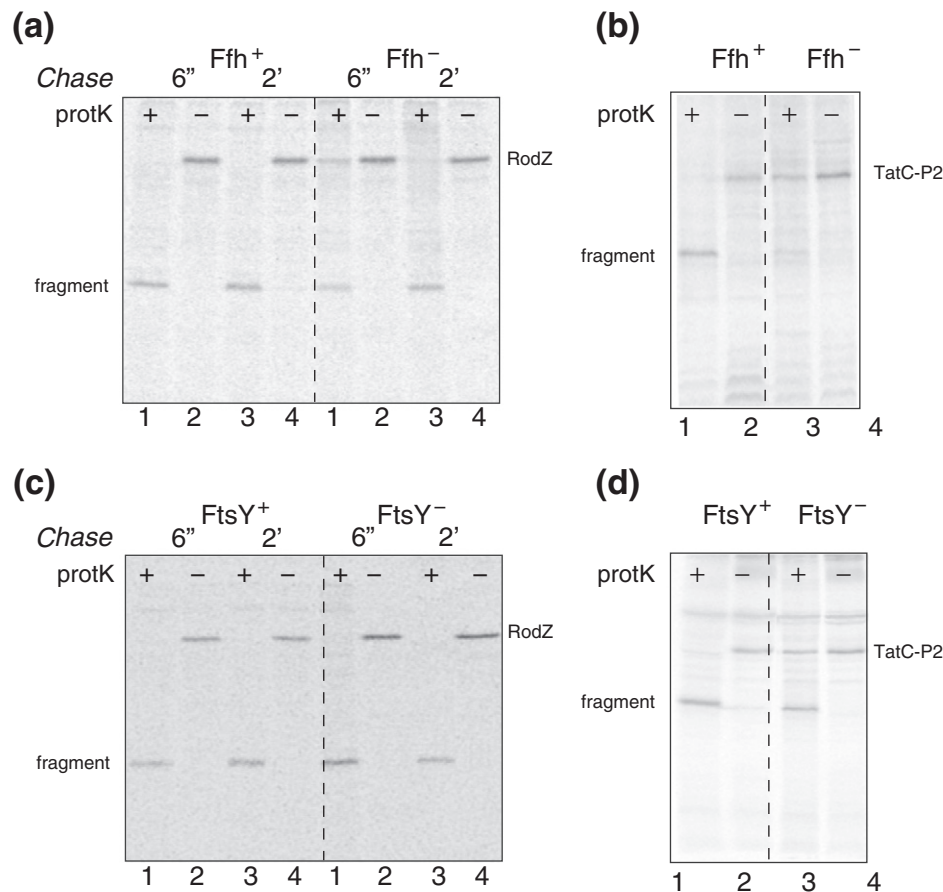 (a)
Ffh+ Ffh−
Chase 6” 2’ 6” 2’
protK + − + − + − + −
RodZ
fragment
1 2 3 4 1 2 3 4
(b)
Ffh+ Ffh−
protK + − + −
TatC-P2
fragment
1 2 3 4
(c)
FtsY+ FtsY−
Chase 6” 2’ 6” 2’
protK + − + − + − + −
RodZ
fragment
1 2 3 4 1 2 3 4
(d)
FtsY+ FtsY−
protK + − + −
TatC-P2
fragment
1 2 3 4